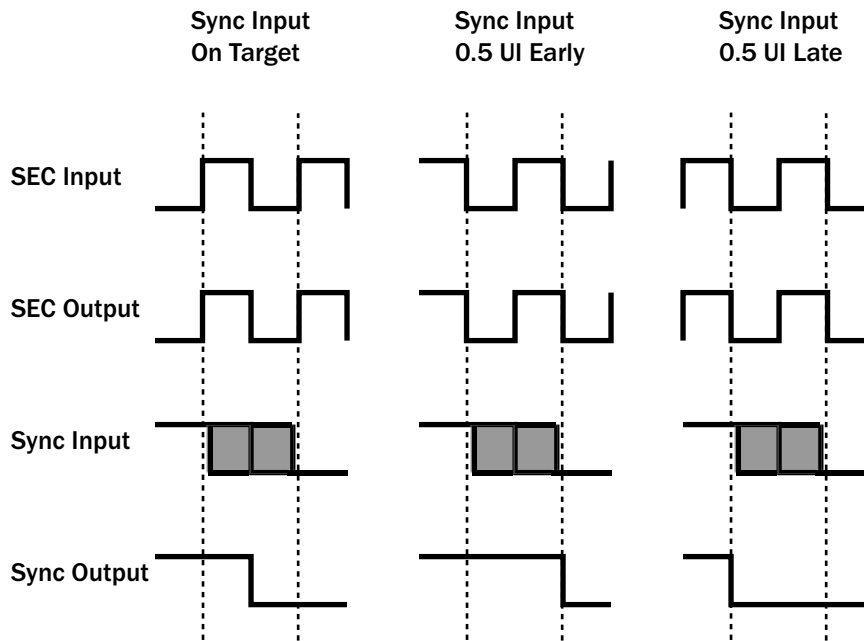 Sync Input
On Target
Sync Input
0.5 UI Early
Sync Input
0.5 UI Late
SEC Input
SEC Output
Sync Input
Sync Output